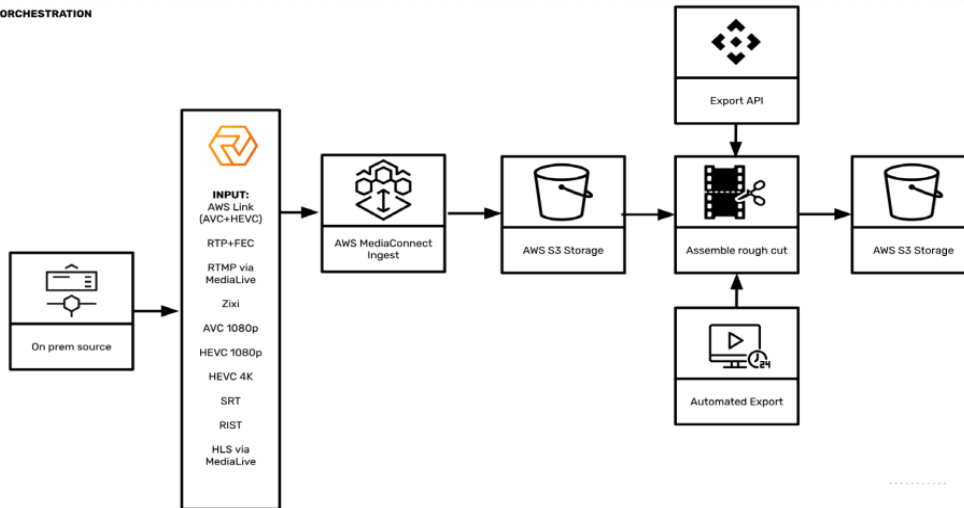 ORCHESTRATION
Export API
INPUT:
AWS Link
(AVC+HEVC)
RTP+FEC
RTMP via
MediaLive
Zixi
AVC 1080p
HEVC 1080p
HEVC 4K
SRT
RIST
HLS via
MediaLive
On prem source
AWS MediaConnect
Ingest
AWS S3 Storage
Assemble rough cut
AWS S3 Storage
24
Automated Export